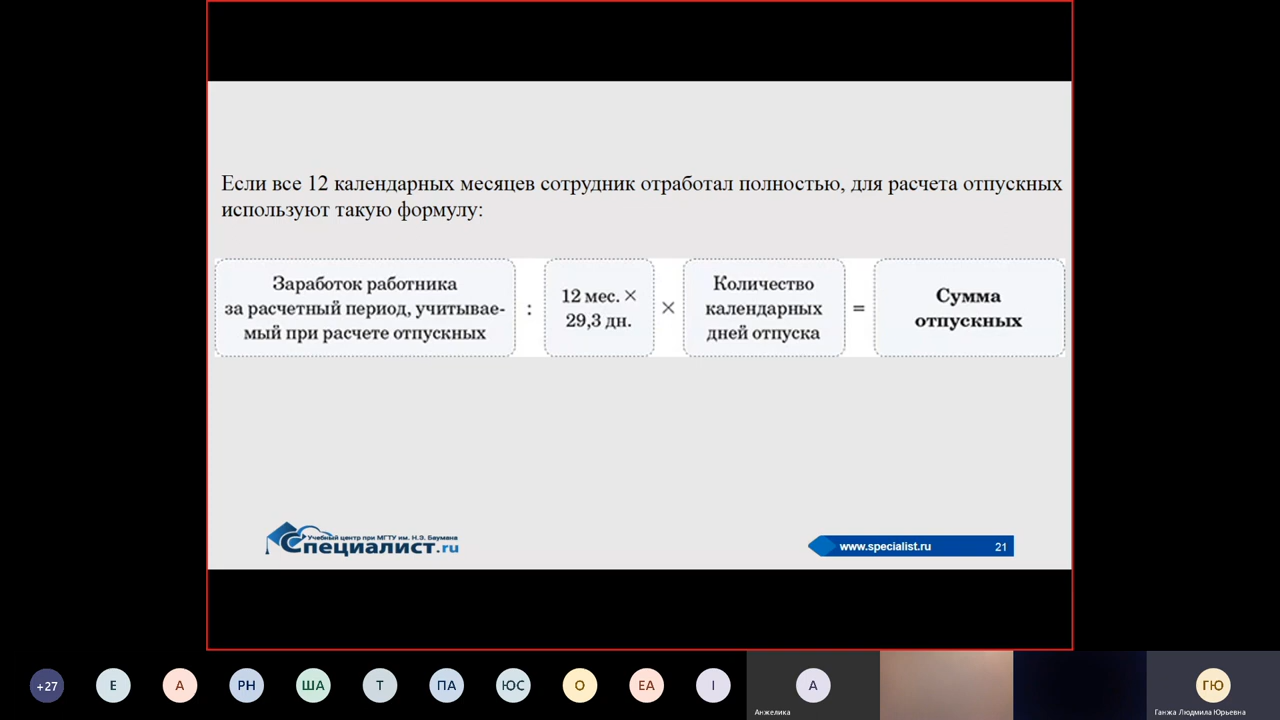 Если все 12 календарных месяцев сотрудник отработал полностью, для расчета отпускных
используют такую формулу:
Заработок работника
за расчетный период, учитывае-
мый при расчете отпускных
:
12 мес. ×
29,3 дн.
×
Количество
календарных
дней отпуска
=
Сумма
отпускных
Учебный центр при МГТУ им. Н.Э. Баумана
Специалист.ru
www.specialist.ru
21
+27
Е
А
РН
ША
Т
ПА
ЮС
О
ЕА
I
А
Анжелика
ГЮ
Ганжа Людмила Юрьевна